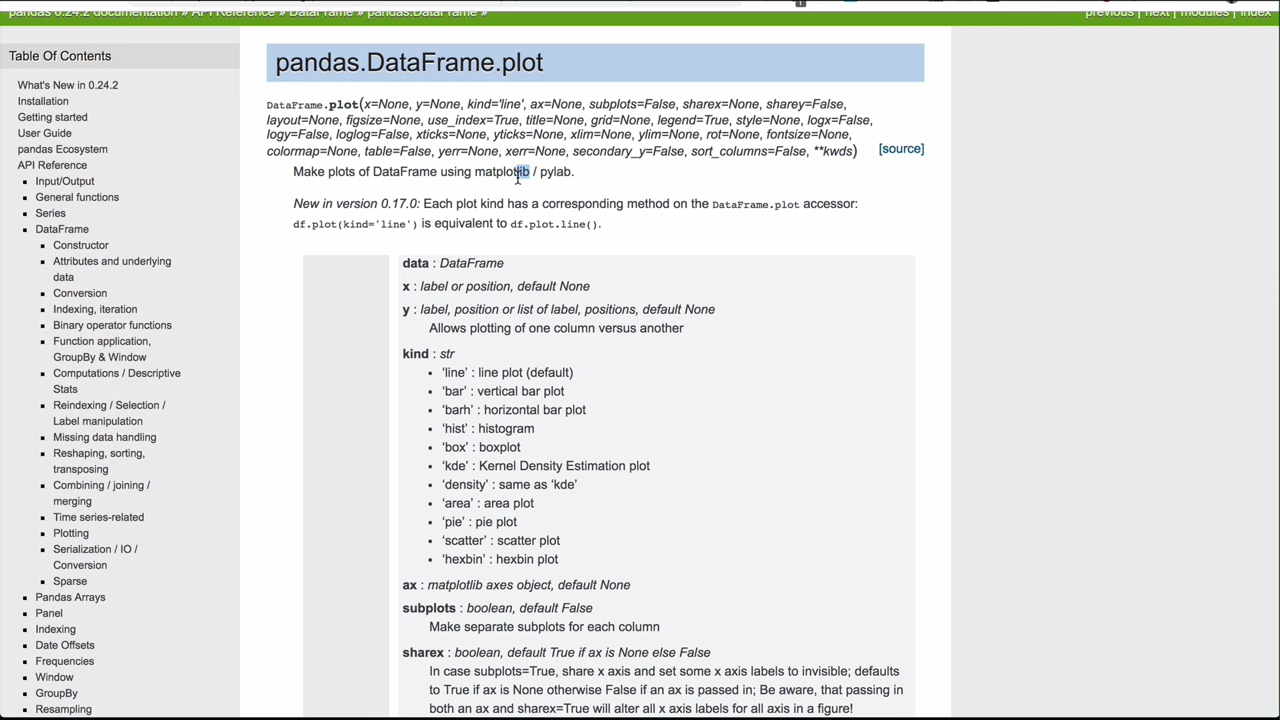 pandas 0.24.2 documentation » API Reference » DataFrame » pandas.DataFrame »
previous | next | modules | index
Table Of Contents
What's New in 0.24.2
Installation
Getting started
User Guide
pandas Ecosystem
API Reference
Input/Output
General functions
Series
DataFrame
Constructor
Attributes and underlying
data
Conversion
Indexing, iteration
Binary operator functions
Function application,
GroupBy & Window
Computations / Descriptive
Stats
Reindexing / Selection /
Label manipulation
Missing data handling
Reshaping, sorting,
transposing
Combining / joining /
merging
Time series-related
Plotting
Serialization / IO /
Conversion
Sparse
Pandas Arrays
Panel
Indexing
Date Offsets
Frequencies
Window
GroupBy
Resampling
pandas.DataFrame.plot
DataFrame.plot(x=None, y=None, kind='line', ax=None, subplots=False, sharex=None, sharey=False,
layout=None, figsize=None, use_index=True, title=None, grid=None, legend=True, style=None, logx=False,
logy=False, loglog=False, xticks=None, yticks=None, xlim=None, ylim=None, rot=None, fontsize=None,
colormap=None, table=False, yerr=None, xerr=None, secondary_y=False, sort_columns=False, **kwds) [source]
Make plots of DataFrame using matplotlib / pylab.
New in version 0.17.0: Each plot kind has a corresponding method on the DataFrame.plot accessor:
df.plot(kind='line') is equivalent to df.plot.line().
data : DataFrame
x : label or position, default None
y : label, position or list of label, positions, default None
Allows plotting of one column versus another
kind : str
• ‘line’ : line plot (default)
• ‘bar’ : vertical bar plot
• ‘barh’ : horizontal bar plot
• ‘hist’ : histogram
• ‘box’ : boxplot
• ‘kde’ : Kernel Density Estimation plot
• ‘density’ : same as ‘kde’
• ‘area’ : area plot
• ‘pie’ : pie plot
• ‘scatter’ : scatter plot
• ‘hexbin’ : hexbin plot
ax : matplotlib axes object, default None
subplots : boolean, default False
Make separate subplots for each column
sharex : boolean, default True if ax is None else False
In case subplots=True, share x axis and set some x axis labels to invisible; defaults
to True if ax is None otherwise False if an ax is passed in; Be aware, that passing in
both an ax and sharex=True will alter all x axis labels for all axis in a figure!